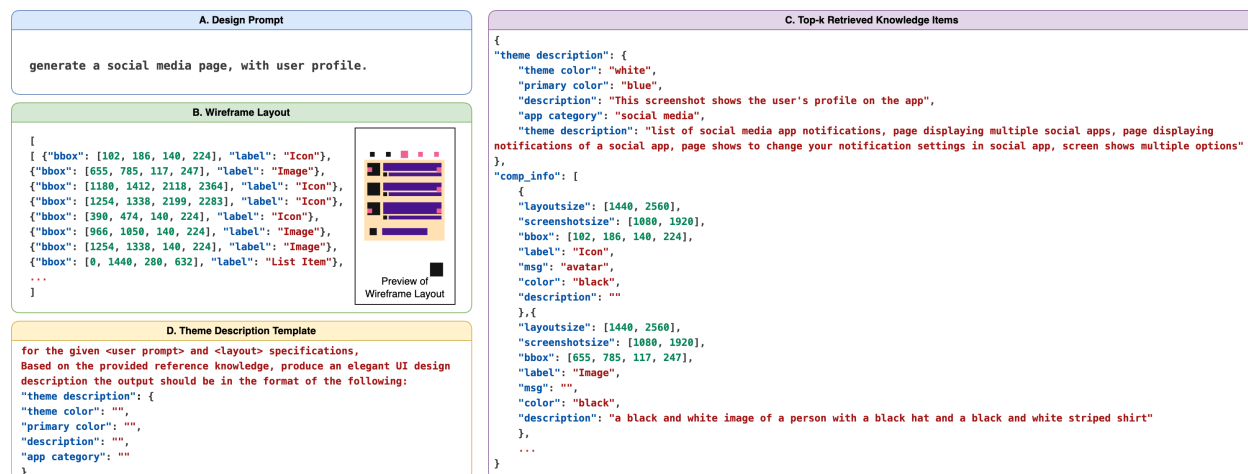 A. Design Prompt
generate a social media page, with user profile.
B. Wireframe Layout
[
[ {"bbox": [102, 186, 140, 224], "label": "Icon"},
{"bbox": [655, 785, 117, 247], "label": "Image"},
{"bbox": [1180, 1412, 2118, 2364], "label": "Icon"},
{"bbox": [1254, 1338, 2199, 2283], "label": "Icon"},
{"bbox": [390, 474, 140, 224], "label": "Icon"},
{"bbox": [966, 1050, 140, 224], "label": "Image"},
{"bbox": [1254, 1338, 140, 224], "label": "Image"},
{"bbox": [0, 1440, 280, 632], "label": "List Item"},
...
]
Preview of
Wireframe Layout
D. Theme Description Template
for the given <user prompt> and <layout> specifications,
Based on the provided reference knowledge, produce an elegant UI design
description the output should be in the format of the following:
"theme description": {
"theme color": "",
"primary color": "",
"description": "",
"app category": ""
}
C. Top-k Retrieved Knowledge Items
{
"theme description": {
"theme color": "white",
"primary color": "blue",
"description": "This screenshot shows the user's profile on the app",
"app category": "social media",
"theme description": "list of social media app notifications, page displaying multiple social apps, page displaying
notifications of a social app, page shows to change your notification settings in social app, screen shows multiple options"
},
"comp_info": [
{
"layoutsize": [1440, 2560],
"screenshotsize": [1080, 1920],
"bbox": [102, 186, 140, 224],
"label": "Icon",
"msg": "avatar",
"color": "black",
"description": ""
},{
"layoutsize": [1440, 2560],
"screenshotsize": [1080, 1920],
"bbox": [655, 785, 117, 247],
"label": "Image",
"msg": "",
"color": "black",
"description": "a black and white image of a person with a black hat and a black and white striped shirt"
},
...
}